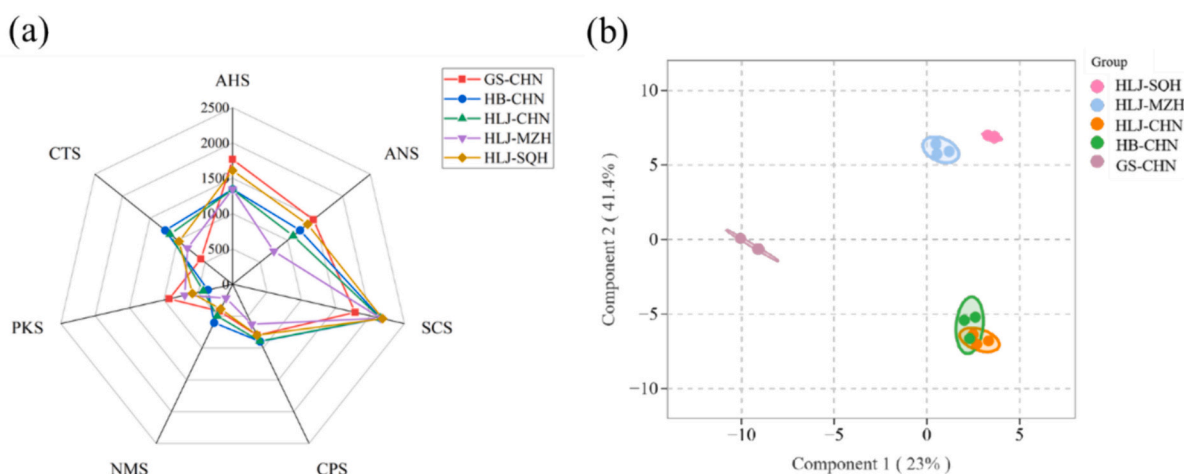 (a)
AHS
ANS
SCS
CPS
NMS
PKS
CTS
2500
2000
1500
1000
500
0
GS-CHN
HB-CHN
HLJ-CHN
HLJ-MZH
HLJ-SQH
(b)
Group
HLJ-SQH
HLJ-MZH
HLJ-CHN
HB-CHN
GS-CHN
Component 2 ( 41.4% )
10
5
0
−5
−10
−10
−5
0
5
Component 1 ( 23% )